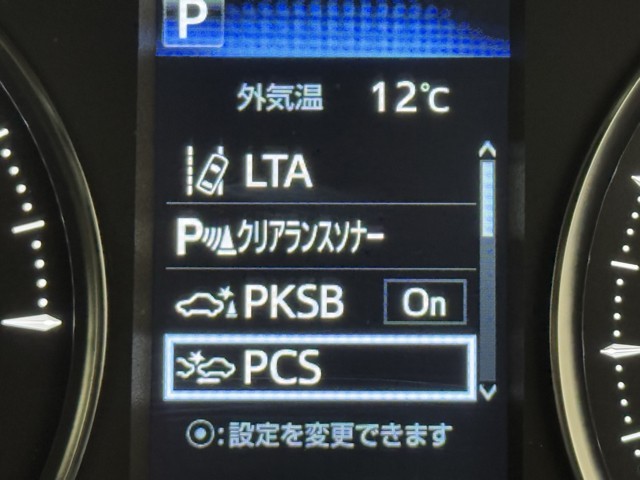 P
外気温 12℃
LTA
P クリアランスソナー
PKSB On
PCS
⦿:設定を変更できます